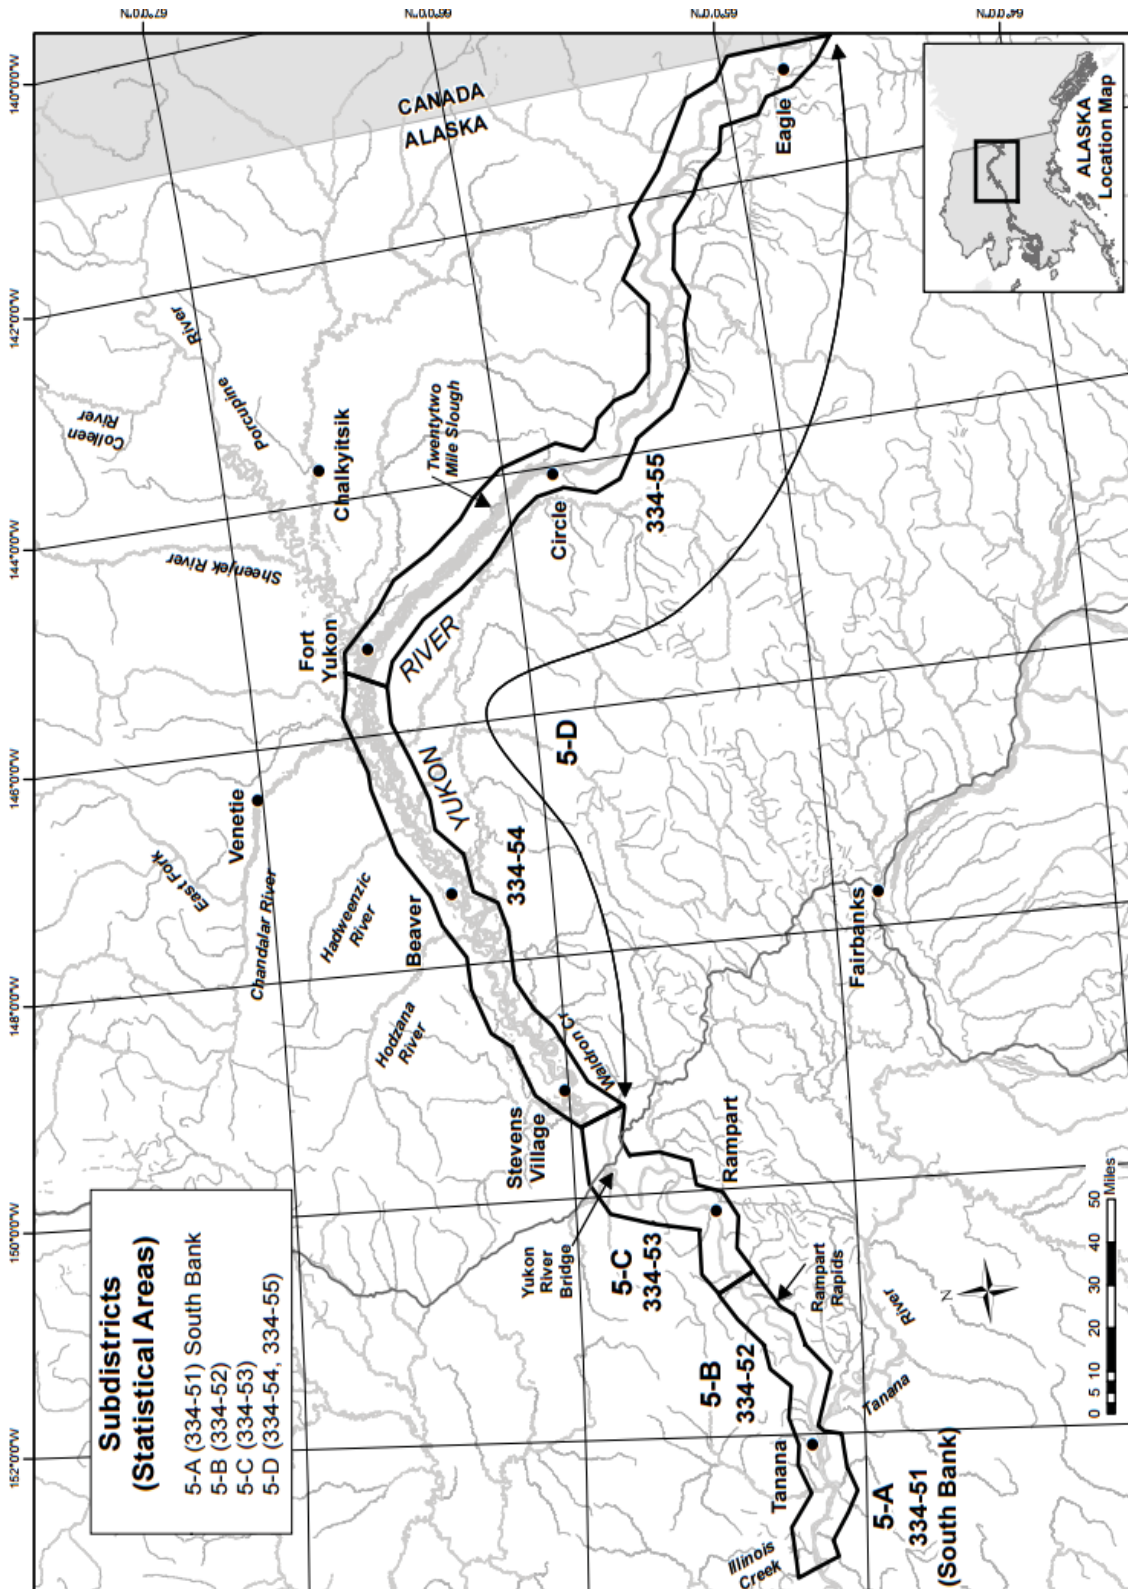 Subdistricts
(Statistical Areas)
5-A (334-51) South Bank
5-B (334-52)
5-C (334-53)
5-D (334-54, 334-55)
152°0'0"W
150°0'0"W
148°0'0"W
146°0'0"W
144°0'0"W
142°0'0"W
140°0'0"W
67°0'0"N
66°0'0"N
65°0'0"N
64°0'0"N
CANADA
ALASKA
East Fork
Chandalar River
Venetie
Hadweenzic
River
Hodzana
River
Beaver
Stevens
Village
Fort
Yukon
Sheenjek River
Colleen
River
Porcupine
River
Chalkyitsik
Twentytwo
Mile Slough
YUKON
RIVER
Circle
Eagle
334-55
334-54
5-D
Waldron Cr
Yukon
River
Bridge
5-C
334-53
Rampart
Rampart
Rapids
5-B
334-52
Tanana
Illinois
Creek
5-A
334-51
(South Bank)
Tanana
River
Fairbanks
N
0 5 10 20 30 40 50
Miles
ALASKA
Location Map